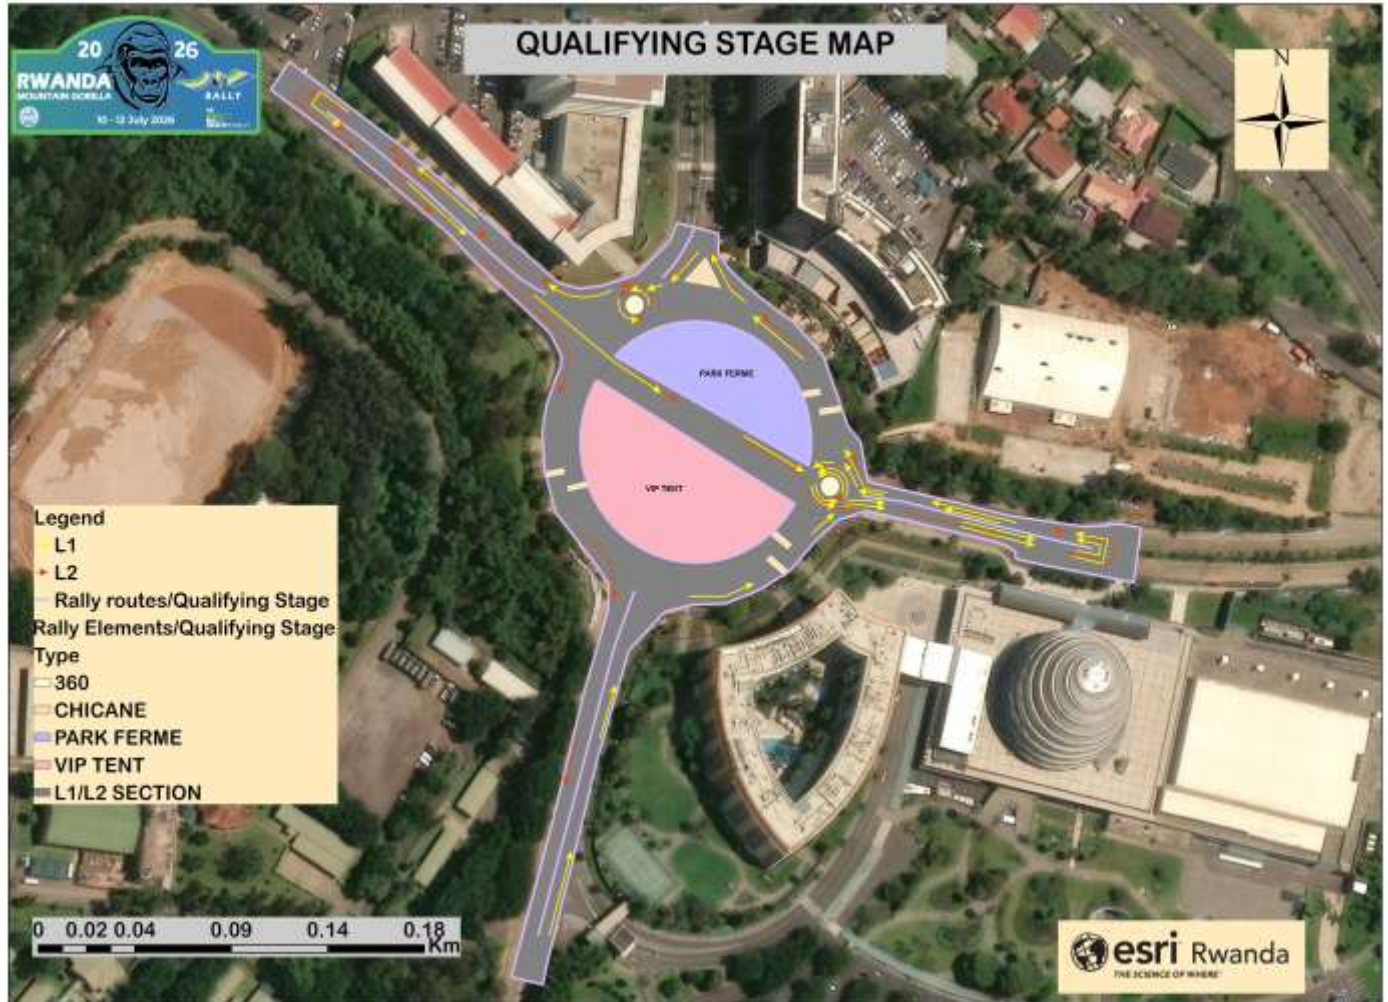 QUALIFYING STAGE MAP
20 26
RWANDA
MOUNTAIN GORILLA
RALLY
10 - 12 July 2026
N
PARK FERME
VIP TENT
Legend
L1
L2
Rally routes/Qualifying Stage
Rally Elements/Qualifying Stage
Type
360
CHICANE
PARK FERME
VIP TENT
L1/L2 SECTION
0 0.02 0.04 0.09 0.14 0.18
Km
esri Rwanda
THE SCIENCE OF WHERE